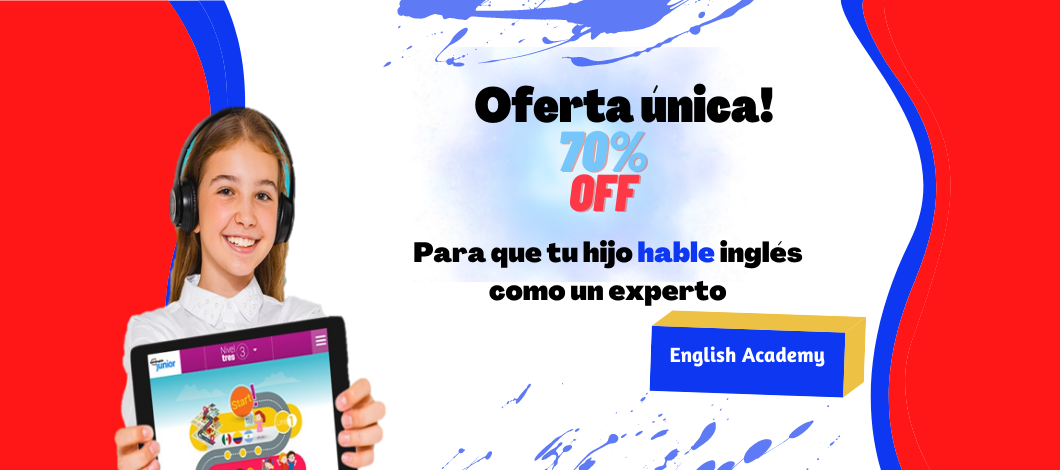 Oferta única!
70%
OFF
Para que tu hijo hable inglés
como un experto
English Academy
Nivel
tres 3
junior
Start!
1